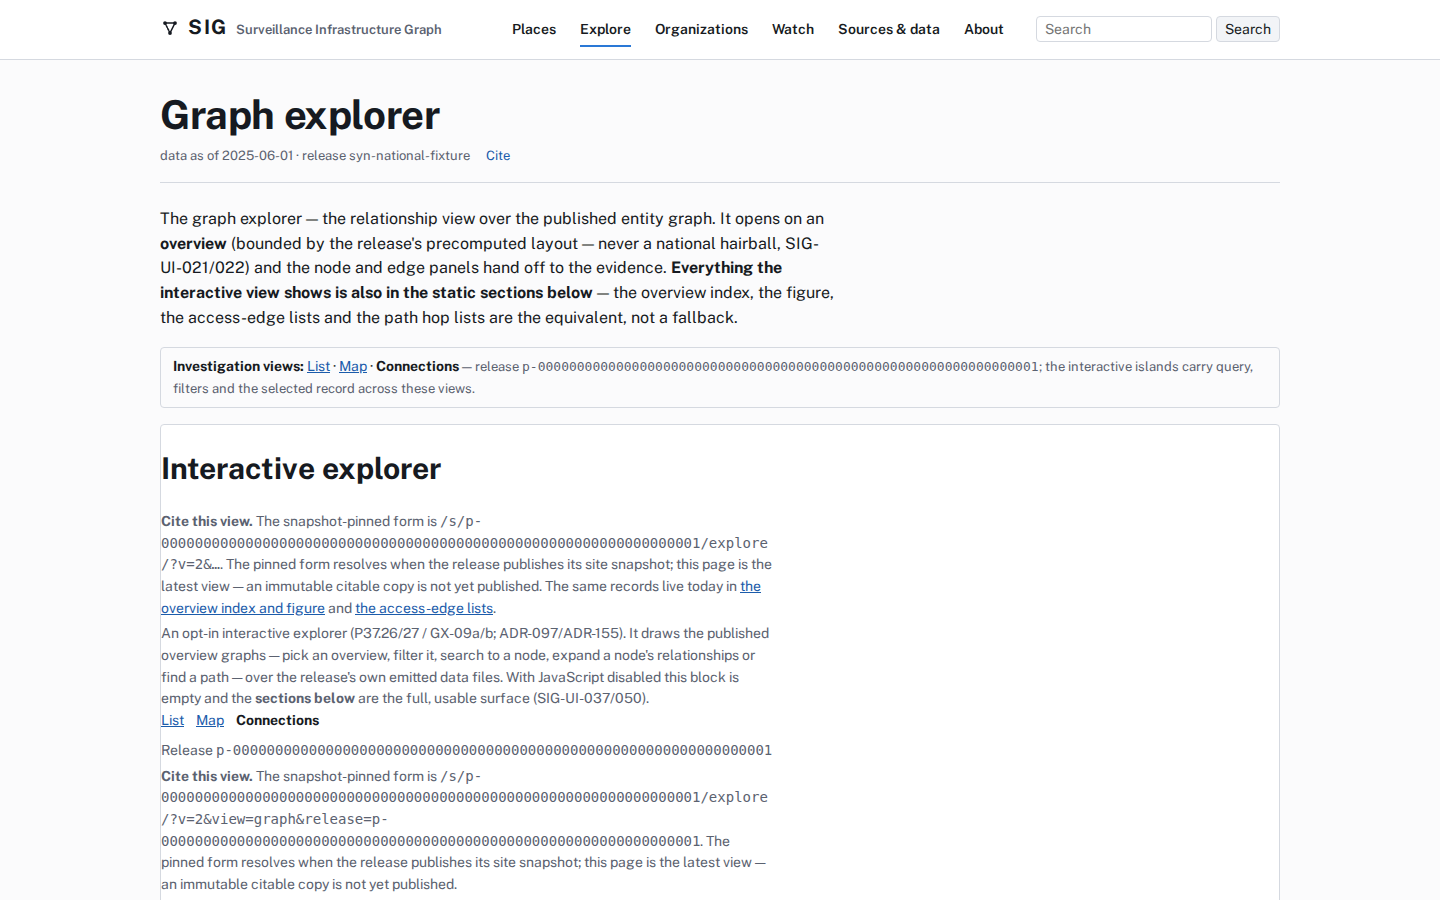 SIG Surveillance Infrastructure Graph Places Explore Organizations Watch Sources & data About Search Search
Graph explorer
data as of 2025-06-01 · release syn-national-fixture Cite
The graph explorer — the relationship view over the published entity graph. It opens on an
overview (bounded by the release's precomputed layout — never a national hairball, SIG-
UI-021/022) and the node and edge panels hand off to the evidence. Everything the
interactive view shows is also in the static sections below — the overview index, the figure,
the access-edge lists and the path hop lists are the equivalent, not a fallback.
Investigation views: List · Map · Connections — release p-0000000000000000000000000000000000000000000000000000000000000001; the interactive islands carry query,
filters and the selected record across these views.
Interactive explorer
Cite this view. The snapshot-pinned form is /s/p-
0000000000000000000000000000000000000000000000000000000000000001/explore
/?v=2&…. The pinned form resolves when the release publishes its site snapshot; this page is the
latest view — an immutable citable copy is not yet published. The same records live today in the
overview index and figure and the access-edge lists.
An opt-in interactive explorer (P37.26/27 / GX-09a/b; ADR-097/ADR-155). It draws the published
overview graphs — pick an overview, filter it, search to a node, expand a node's relationships or
find a path — over the release's own emitted data files. With JavaScript disabled this block is
empty and the sections below are the full, usable surface (SIG-UI-037/050).
List Map Connections
Release p-0000000000000000000000000000000000000000000000000000000000000001
Cite this view. The snapshot-pinned form is /s/p-
0000000000000000000000000000000000000000000000000000000000000001/explore
/?v=2&view=graph&release=p-
0000000000000000000000000000000000000000000000000000000000000001. The
pinned form resolves when the release publishes its site snapshot; this page is the latest view —
an immutable citable copy is not yet published.